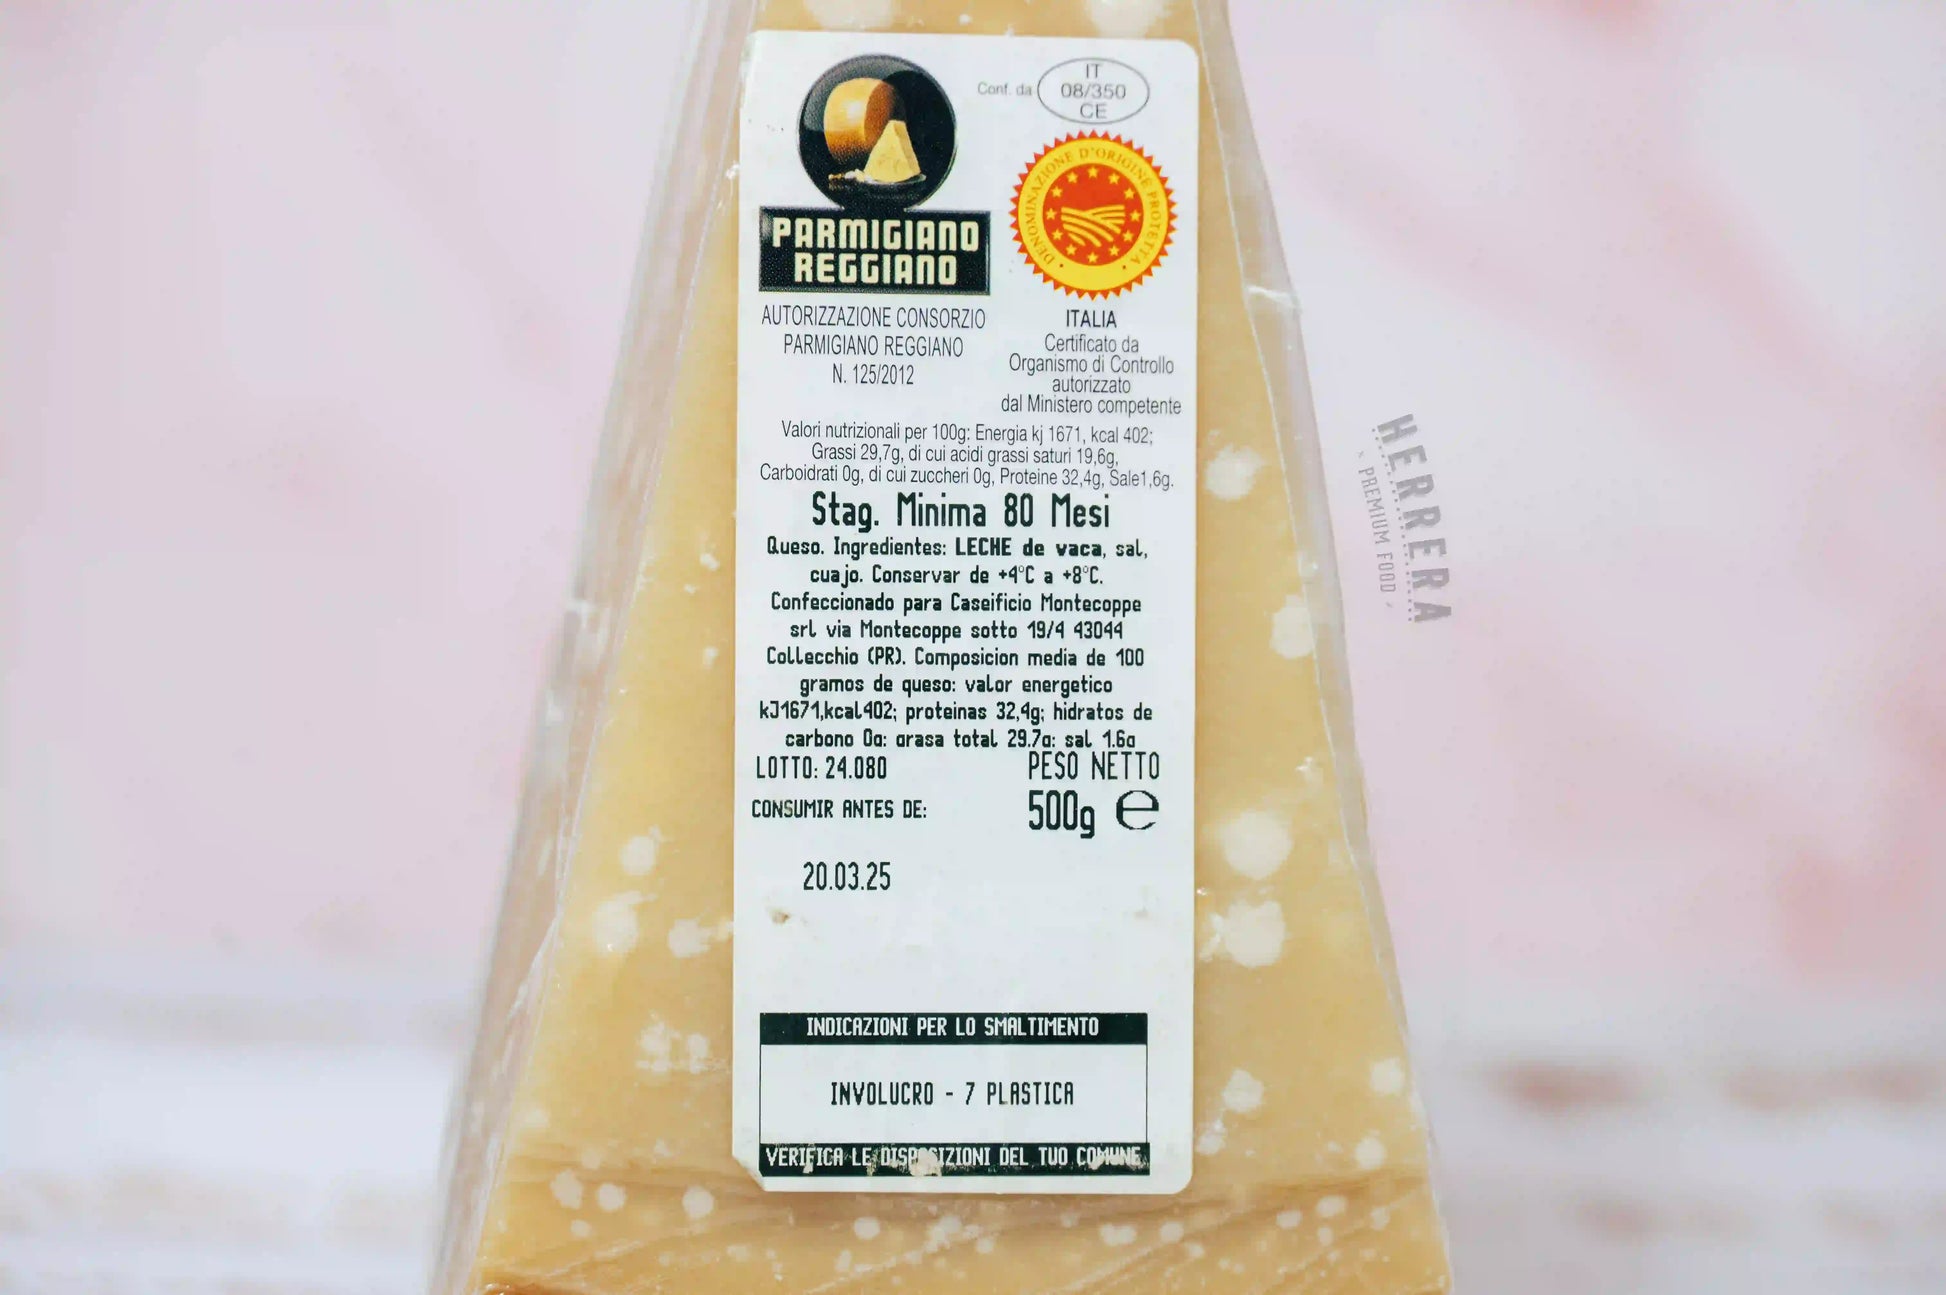 Conf. da
IT
08/350
CE
DENOMINAZIONE D'ORIGINE PROTETTA
PARMIGIANO
REGGIANO
AUTORIZZAZIONE CONSORZIO
PARMIGIANO REGGIANO
N. 125/2012
ITALIA
Certificato da
Organismo di Controllo
autorizzato
dal Ministero competente
Valori nutrizionali per 100g: Energia kj 1671, kcal 402;
Grassi 29,7g, di cui acidi grassi saturi 19,6g,
Carboidrati 0g, di cui zuccheri 0g, Proteine 32,4g, Sale1,6g.
Stag. Minima 80 Mesi
Queso. Ingredientes: LECHE de vaca, sal,
cuajo. Conservar de +4°C a +8°C.
Confeccionado para Caseificio Montecoppe
srl via Montecoppe sotto 19/4 43044
Collecchio (PR). Composicion media de 100
gramos de queso: valor energetico
kJ1671,kcal402; proteinas 32,4g; hidratos de
carbono 0g; grasa total 29.7g; sal 1.6g
LOTTO: 24.080
PESO NETTO
CONSUMIR ANTES DE:
500g ℮
20.03.25
INDICAZIONI PER LO SMALTIMENTO
INVOLUCRO - 7 PLASTICA
VERIFICA LE DISPOSIZIONI DEL TUO COMUNE
HERRERA
PREMIUM FOOD